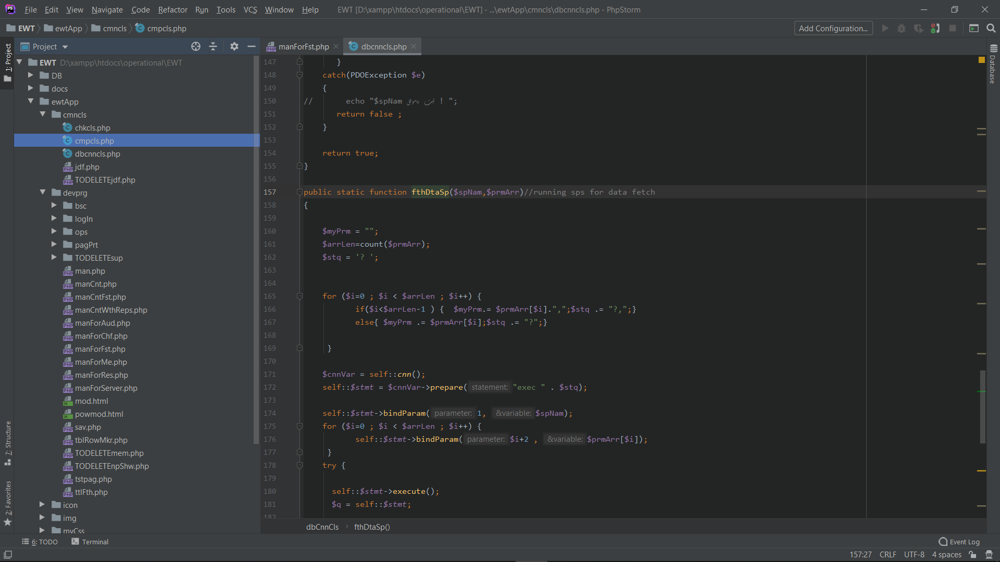 File Edit View Navigate Code Refactor Run Tools VCS Window Help EWT [D:\xampp\htdocs\operational\EWT] - ...\ewtApp\cmncls\dbcnncls.php - PhpStorm
EWT ewtApp cmncls cmpcls.php Add Configuration...
Project
1: Project
7: Structure
2: Favorites
EWT D:\xampp\htdocs\operational\EWT
DB
docs
ewtApp
cmncls
chkcls.php
cmpcls.php
dbcnncls.php
jdf.php
TODELETEjdf.php
devprg
bsc
logIn
ops
pagPrt
TODELETEsup
man.php
manCnt.php
manCntFst.php
manCntWthReps.php
manForAud.php
manForChf.php
manForFst.php
manForMe.php
manForRes.php
manForServer.php
mod.html
powmod.html
sav.php
tblRowMkr.php
TODELETEmem.php
TODELETEnpShw.php
tstpag.php
ttlFth.php
icon
img
myCss
manForFst.php dbcnncls.php
147 }
148 catch(PDOException $e)
149 {
150 // echo "$spNam ! ";
151 return false ;
152 }
153
154 return true;
155 }
156
157 public static function fthDtaSp($spNam,$prmArr)//running sps for data fetch
158 {
159
160 $myPrm = "";
161 $arrLen=count($prmArr);
162 $stq = '? ';
163
164
165 for ($i=0 ; $i < $arrLen ; $i++) {
166 if($i<$arrLen-1 ) { $myPrm.= $prmArr[$i].",";$stq .= "?,";}
167 else{ $myPrm .= $prmArr[$i];$stq .= "?";}
168
169 }
170
171 $cnnVar = self::cnn();
172 self::$stmt = $cnnVar->prepare( statement: "exec " . $stq);
173
174 self::$stmt->bindParam( parameter: 1, &variable: $spNam);
175 for ($i=0 ; $i < $arrLen ; $i++) {
176 self::$stmt->bindParam( parameter: $i+2 , &variable: $prmArr[$i]);
177 }
178 try {
179
180 self::$stmt->execute();
181 $q = self::$stmt;
182
dbCnnCls fthDtaSp()
Database
6: TODO Terminal Event Log
157:27 CRLF UTF-8 4 spaces